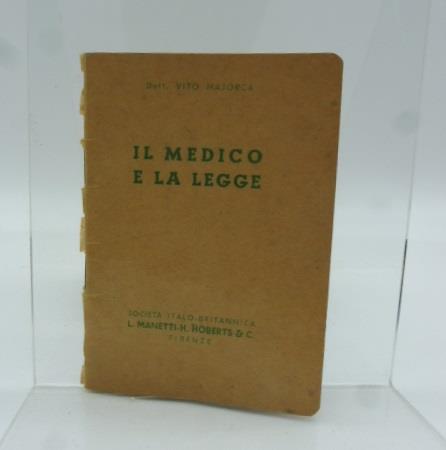 Dott. VITO MAJORCA
IL MEDICO
E LA LEGGE
SOCIETÀ ITALO-BRITANNICA
L. MANETTI-H. ROBERTS & C.
FIRENZE